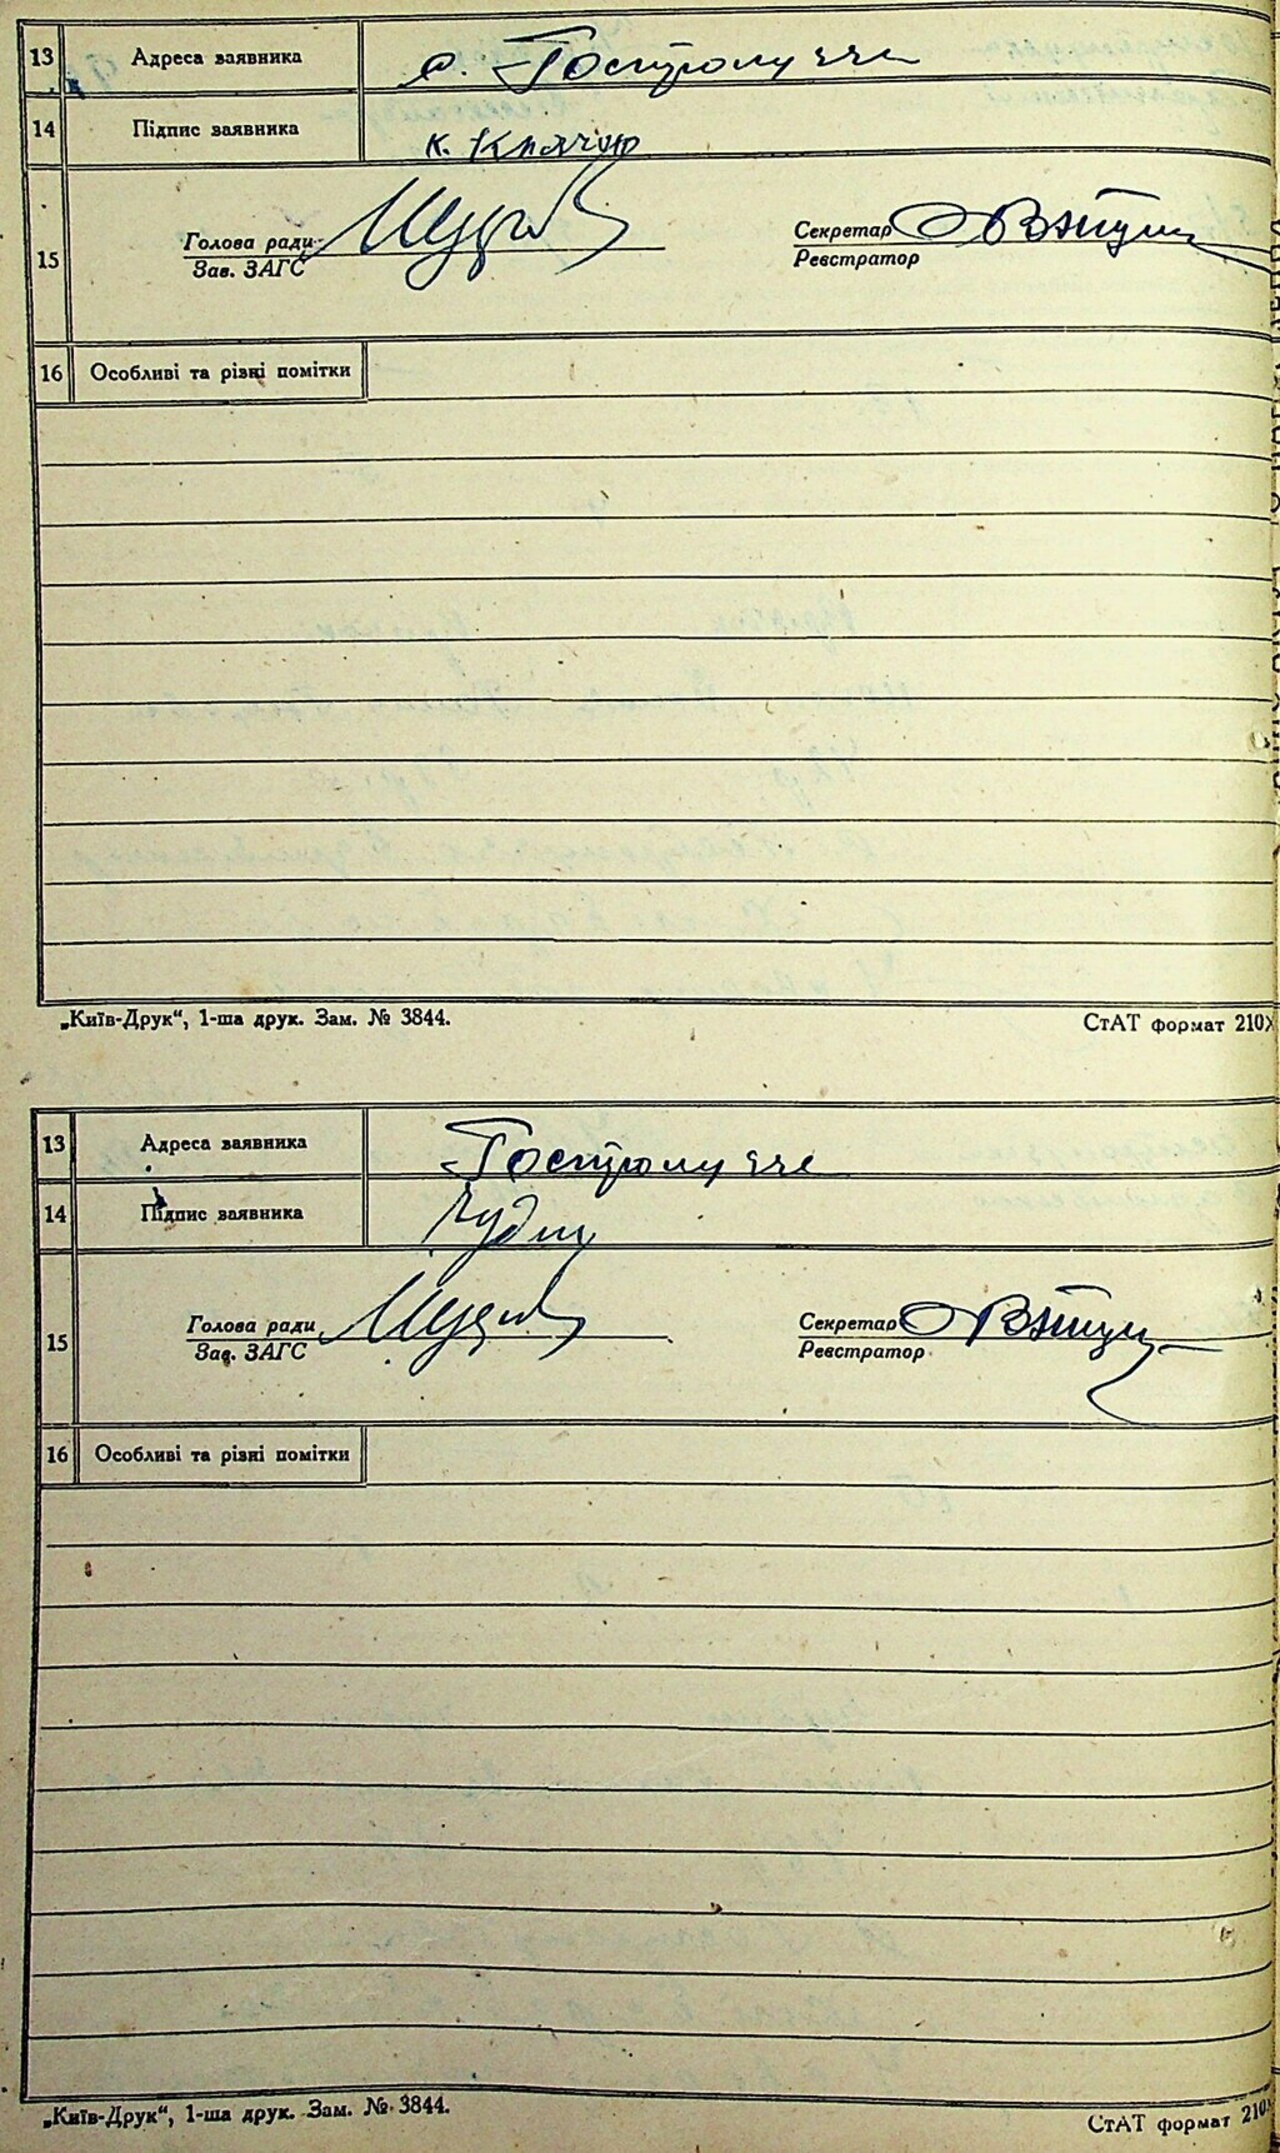 13 Адреса заявника с. Гостролуччє
14 Підпис заявника
15 Голова ради Секретар
Зав. ЗАГС Реєстратор
16 Особливі та різні помітки
„Київ-Друк“, 1-ша друк. Зам. № 3844. СтАТ формат 210×
13 Адреса заявника Гостролуччє
14 Підпис заявника
15 Голова ради Секретар
Зав. ЗАГС Реєстратор
16 Особливі та різні помітки
„Київ-Друк“, 1-ша друк. Зам. № 3844. СтАТ формат 210×